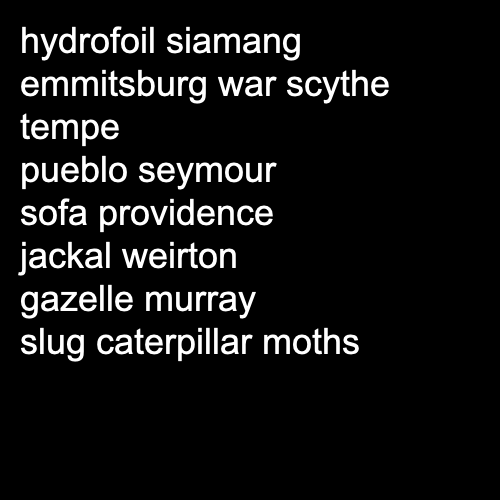 hydrofoil siamang
emmitsburg war scythe
tempe
pueblo seymour
sofa providence
jackal weirton
gazelle murray
slug caterpillar moths